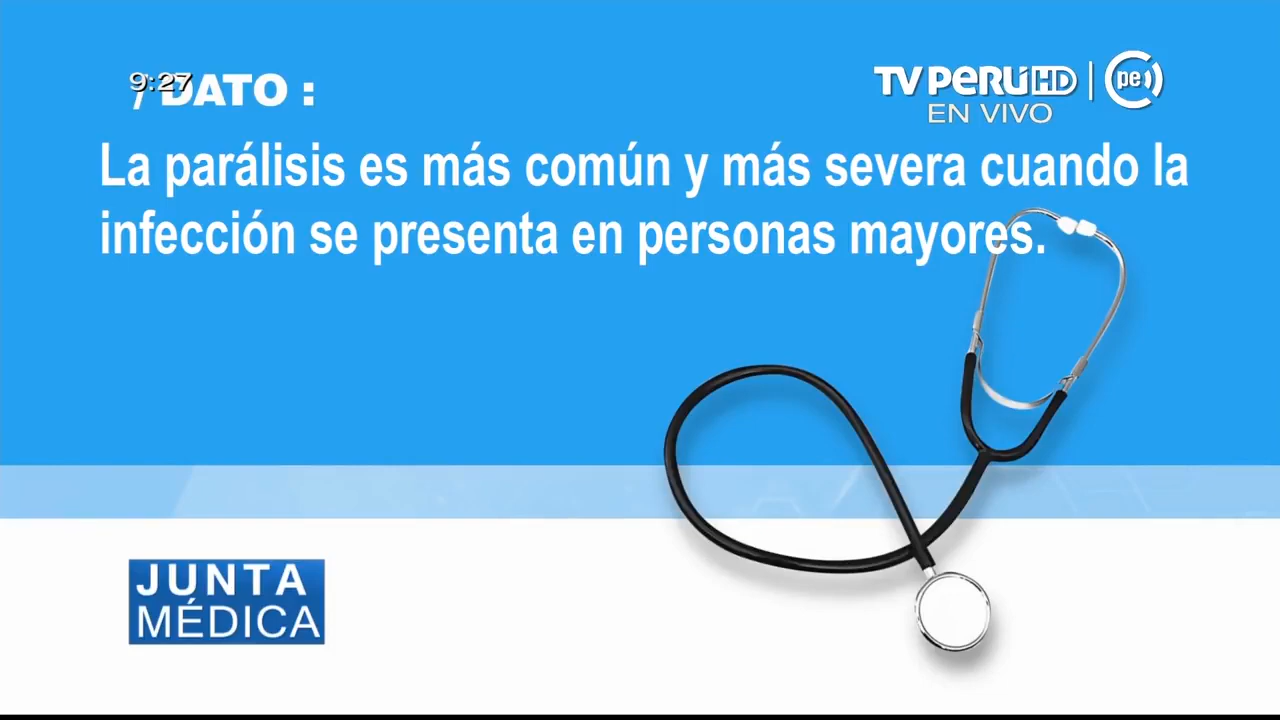 9:27
/ DATO :
TV PERÚ HD
pe
EN VIVO
La parálisis es más común y más severa cuando la
infección se presenta en personas mayores.
JUNTA
MÉDICA